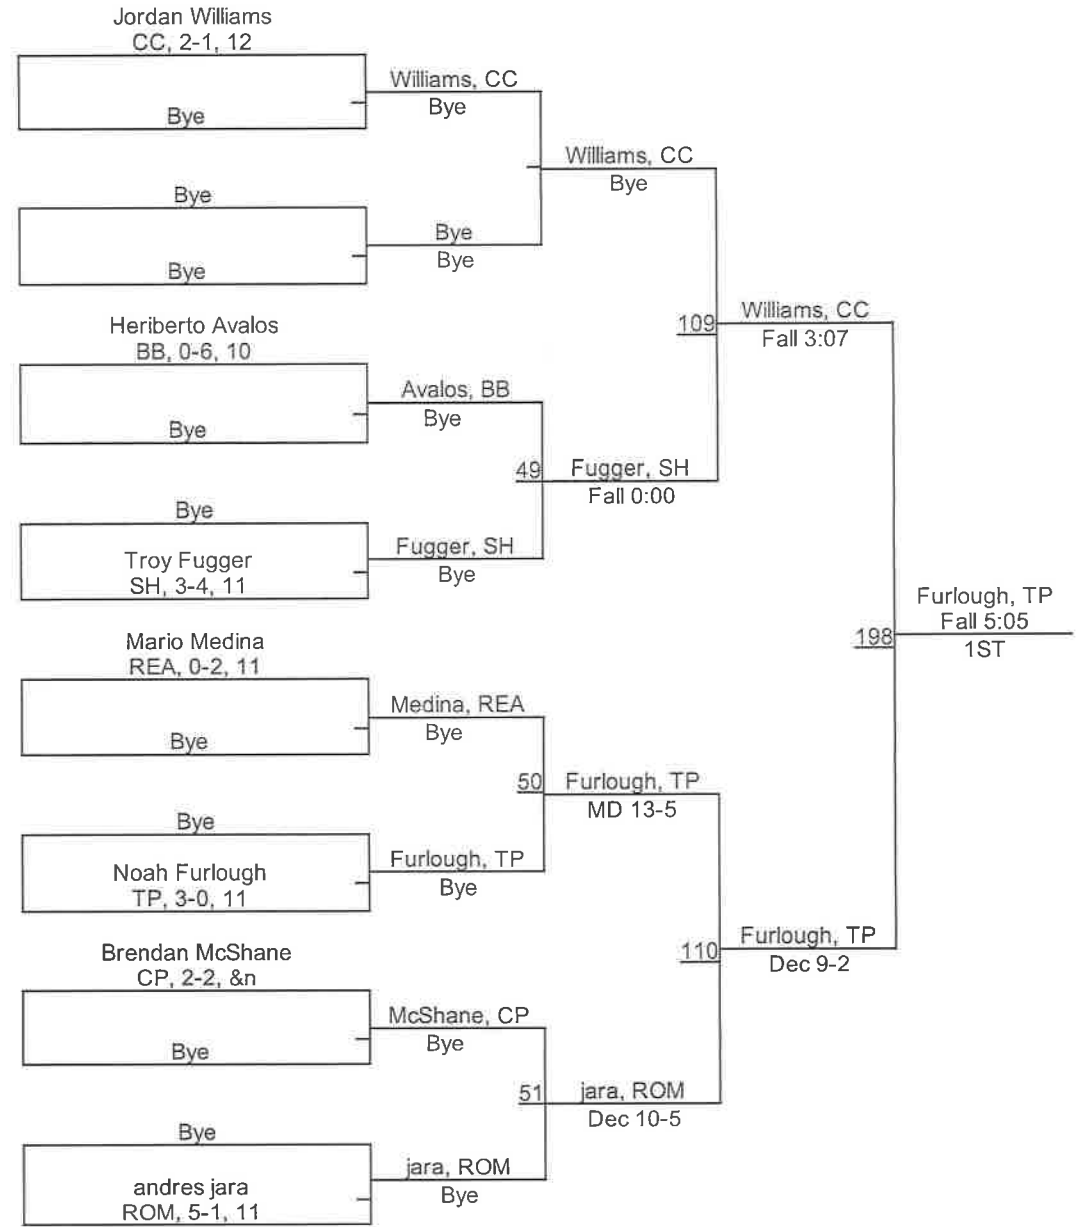 Jordan Williams
CC, 2-1, 12
Bye
Williams, CC
Bye
Bye
Bye
Bye
Bye
Williams, CC
Bye
Heriberto Avalos
BB, 0-6, 10
Bye
Avalos, BB
Bye
Bye
Troy Fugger
SH, 3-4, 11
Fugger, SH
Bye
49
Fugger, SH
Fall 0:00
109
Williams, CC
Fall 3:07
Mario Medina
REA, 0-2, 11
Bye
Medina, REA
Bye
Bye
Noah Furlough
TP, 3-0, 11
Furlough, TP
Bye
50
Furlough, TP
MD 13-5
Brendan McShane
CP, 2-2, &n
Bye
McShane, CP
Bye
Bye
andres jara
ROM, 5-1, 11
jara, ROM
Bye
51
jara, ROM
Dec 10-5
110
Furlough, TP
Dec 9-2
198
Furlough, TP
Fall 5:05
1ST